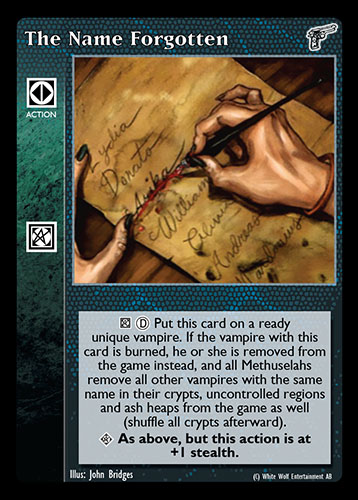 The Name Forgotten
ACTION
Lydia
Donato
Anika
William
Gemini
Andreas
D Put this card on a ready
unique vampire. If the vampire with this
card is burned, he or she is removed from
the game instead, and all Methuselahs
remove all other vampires with the same
name in their crypts, uncontrolled regions
and ash heaps from the game as well
(shuffle all crypts afterward).
As above, but this action is at
+1 stealth.
Illus: John Bridges
(C) White Wolf Entertainment AB